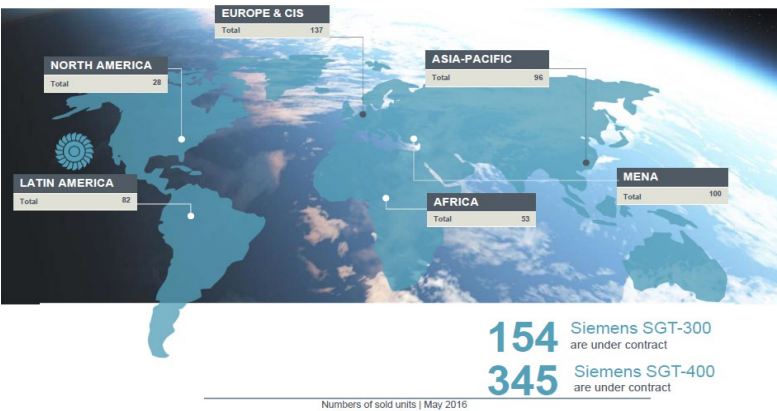 EUROPE & CIS
Total 137
NORTH AMERICA
Total 28
ASIA-PACIFIC
Total 96
LATIN AMERICA
Total 82
AFRICA
Total 53
MENA
Total 100
154 Siemens SGT-300
are under contract
345 Siemens SGT-400
are under contract
Numbers of sold units | May 2016